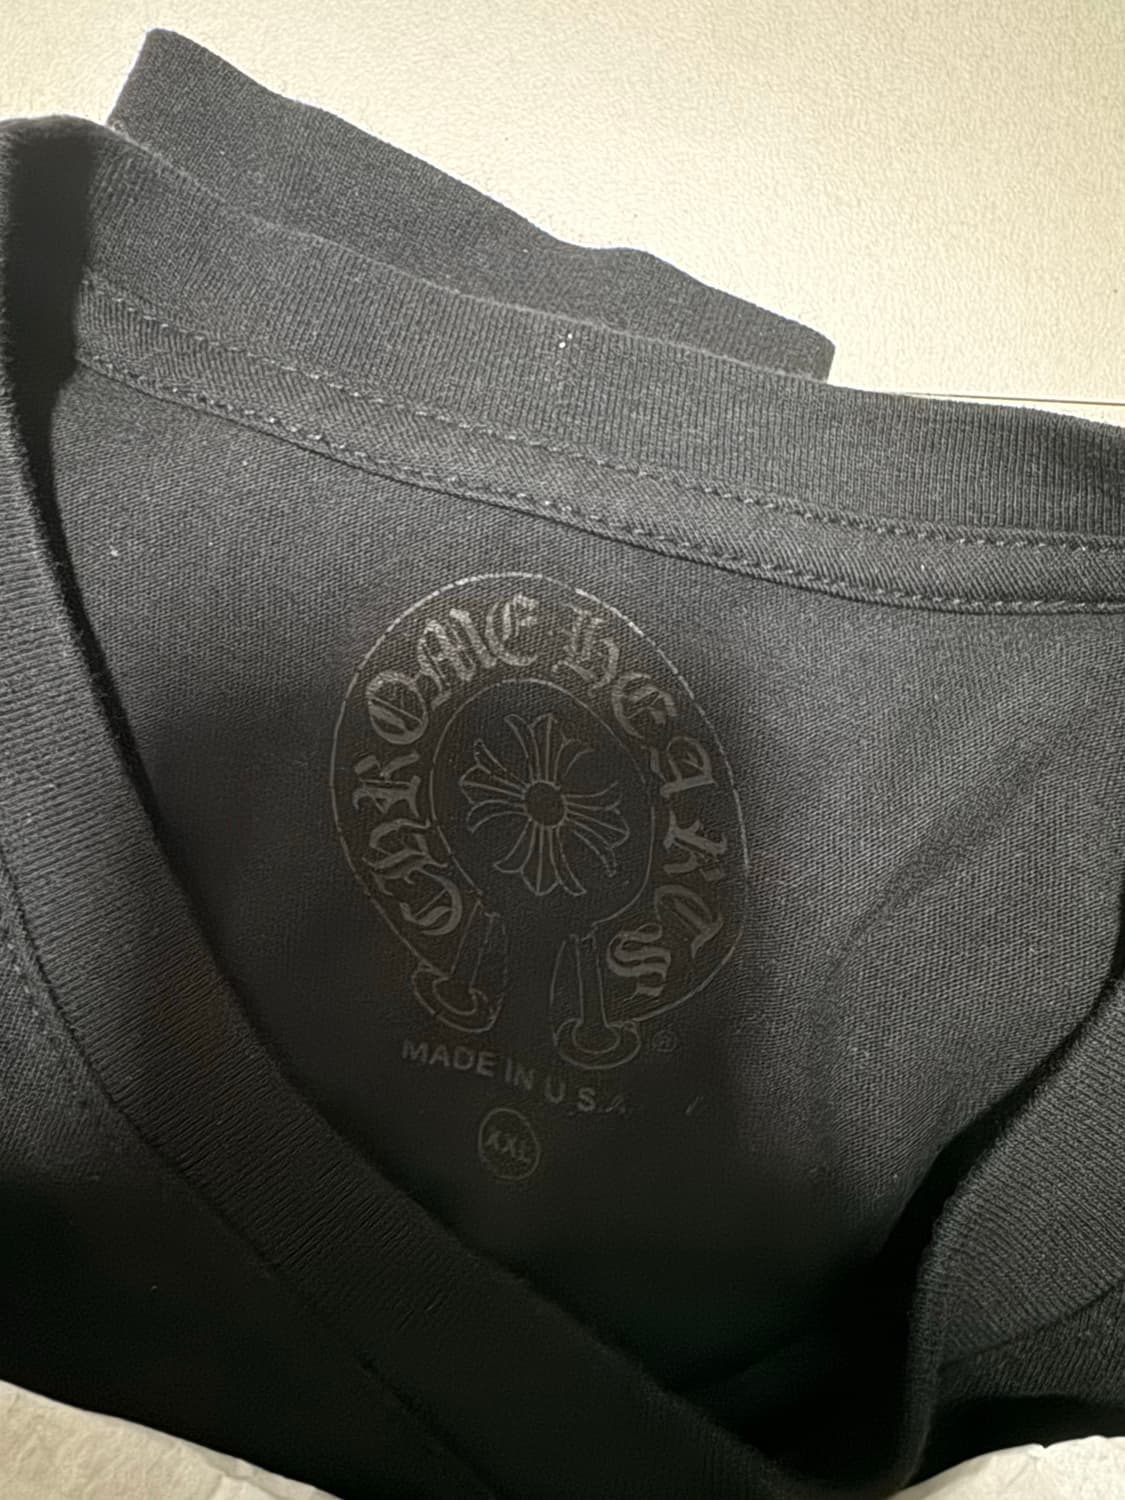 CHROME HEARTS
®
MADE IN U S A
XXL